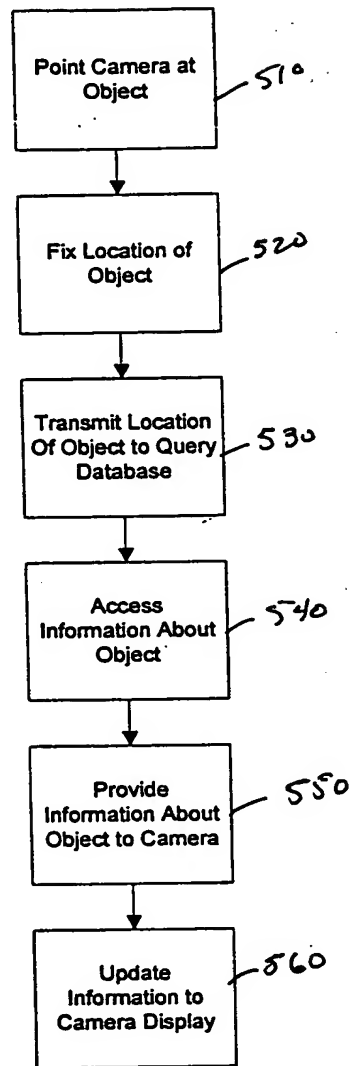 Point Camera at
Object
510
Fix Location of
Object
520
Transmit Location
Of Object to Query
Database
530
Access
Information About
Object
540
Provide
Information About
Object to Camera
550
Update
Information to
Camera Display
560